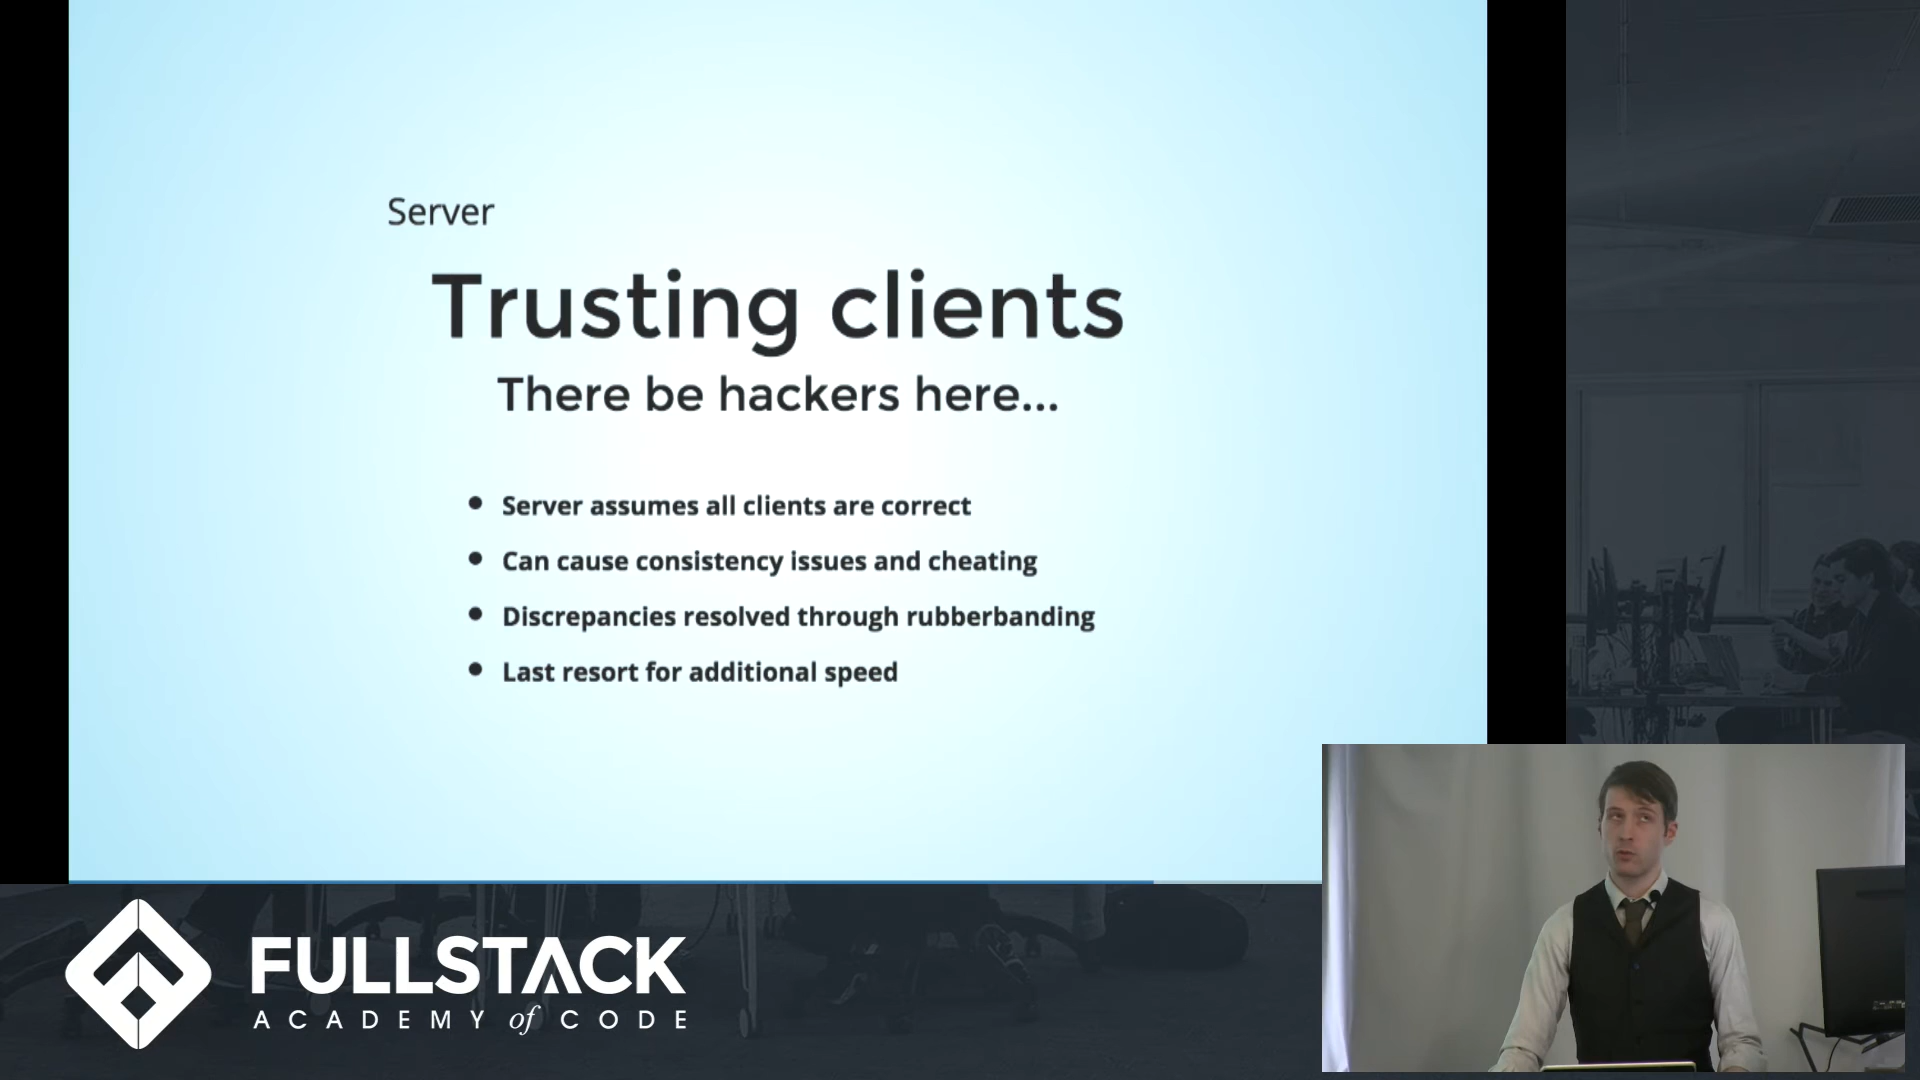 Server
Trusting clients
There be hackers here...
Server assumes all clients are correct
Can cause consistency issues and cheating
Discrepancies resolved through rubberbanding
Last resort for additional speed
FULLSTACK
ACADEMY of CODE